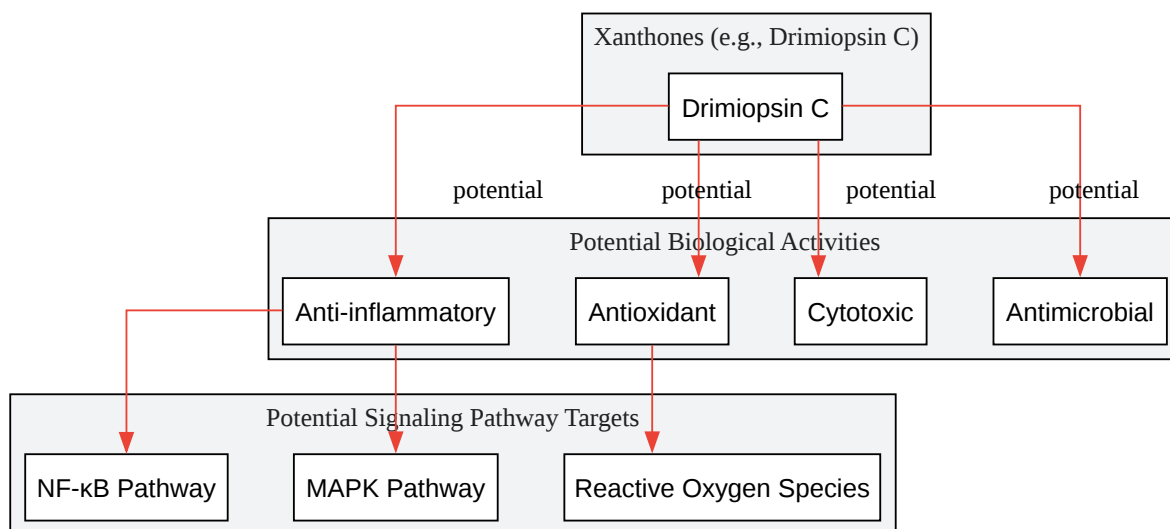 Xanthones (e.g., Drimiopsin C)
Drimiopsin C
potential
potential
potential
potential
Potential Biological Activities
Anti-inflammatory
Antioxidant
Cytotoxic
Antimicrobial
Potential Signaling Pathway Targets
NF-κB Pathway
MAPK Pathway
Reactive Oxygen Species